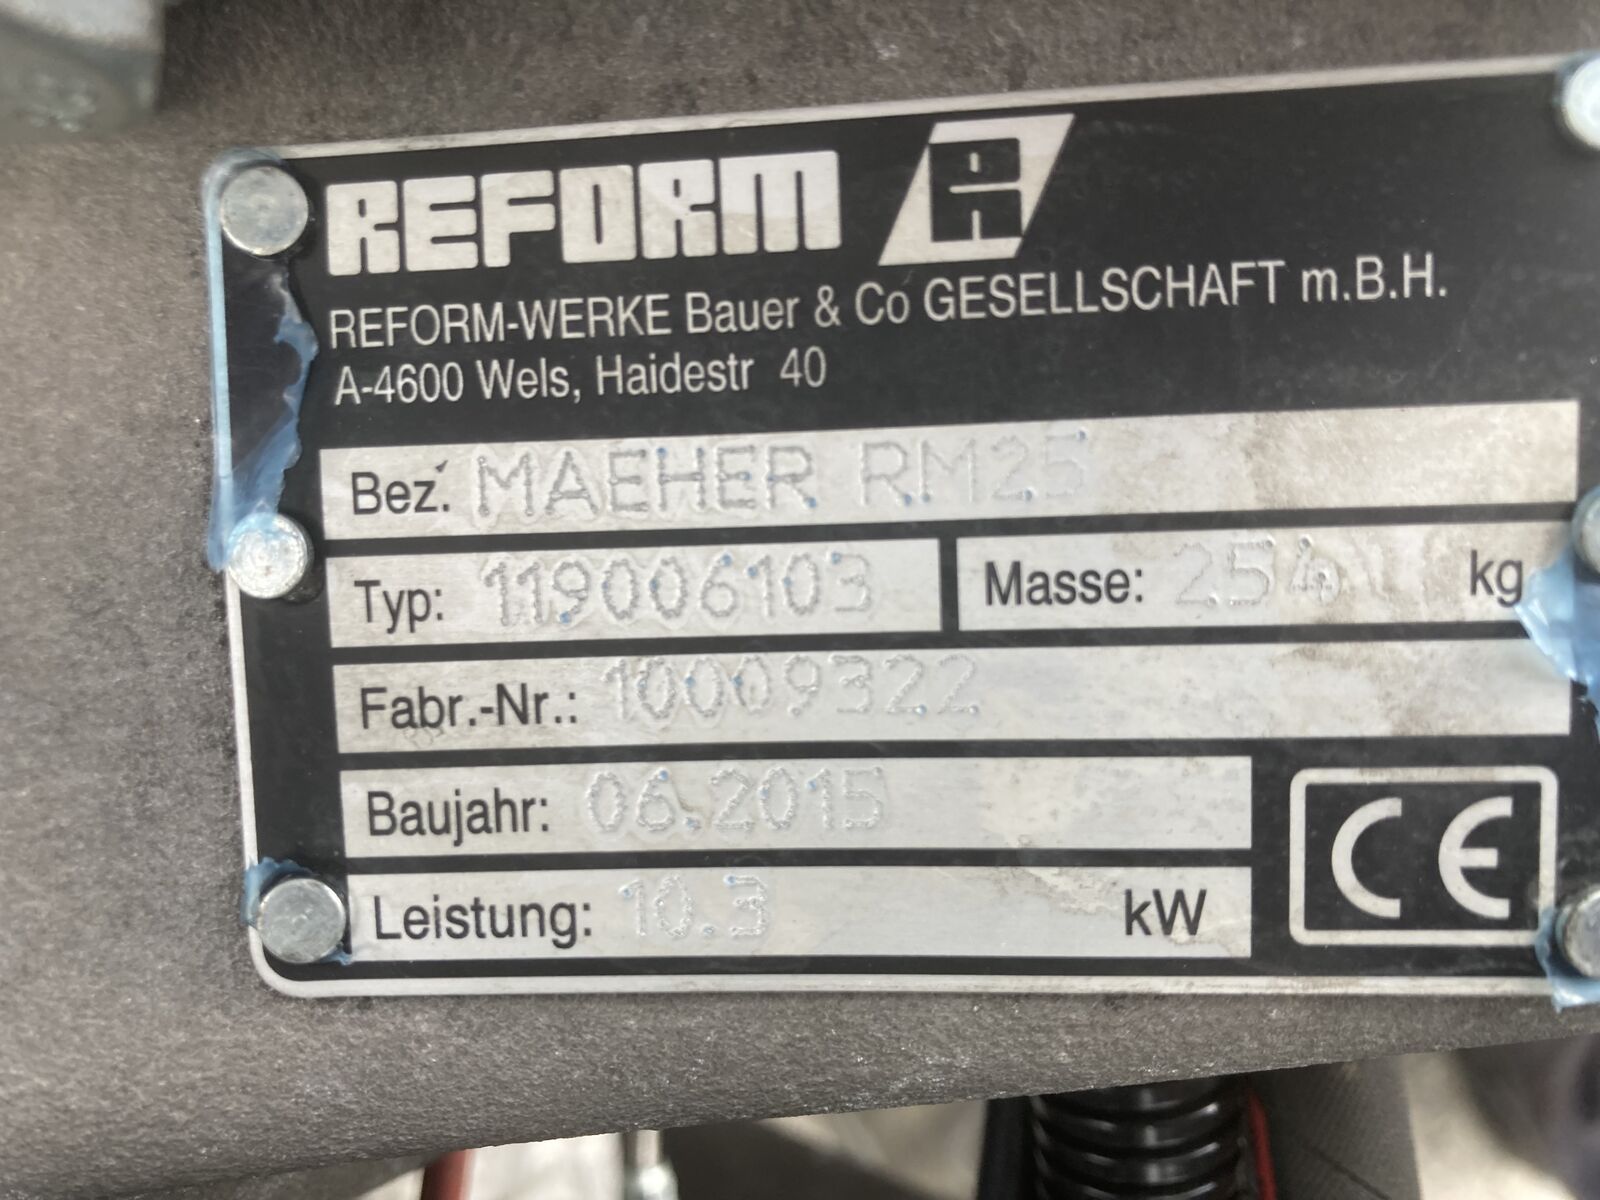 REFORM R
REFORM-WERKE Bauer & Co GESELLSCHAFT m.B.H.
A-4600 Wels, Haidestr 40
Bez. MAEHER RM25
Typ: 119006103 Masse: 254 kg
Fabr.-Nr.: 10009322
Baujahr: 06.2015
Leistung: 10.3 kW
CE